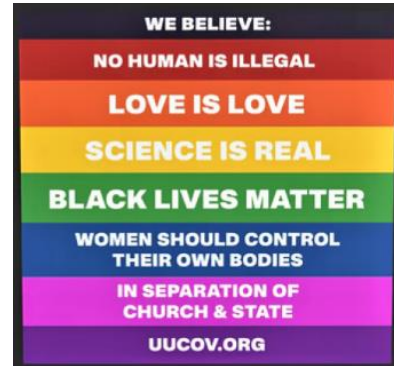 WE BELIEVE:
NO HUMAN IS ILLEGAL
LOVE IS LOVE
SCIENCE IS REAL
BLACK LIVES MATTER
WOMEN SHOULD CONTROL
THEIR OWN BODIES
IN SEPARATION OF
CHURCH & STATE
UUCOV.ORG